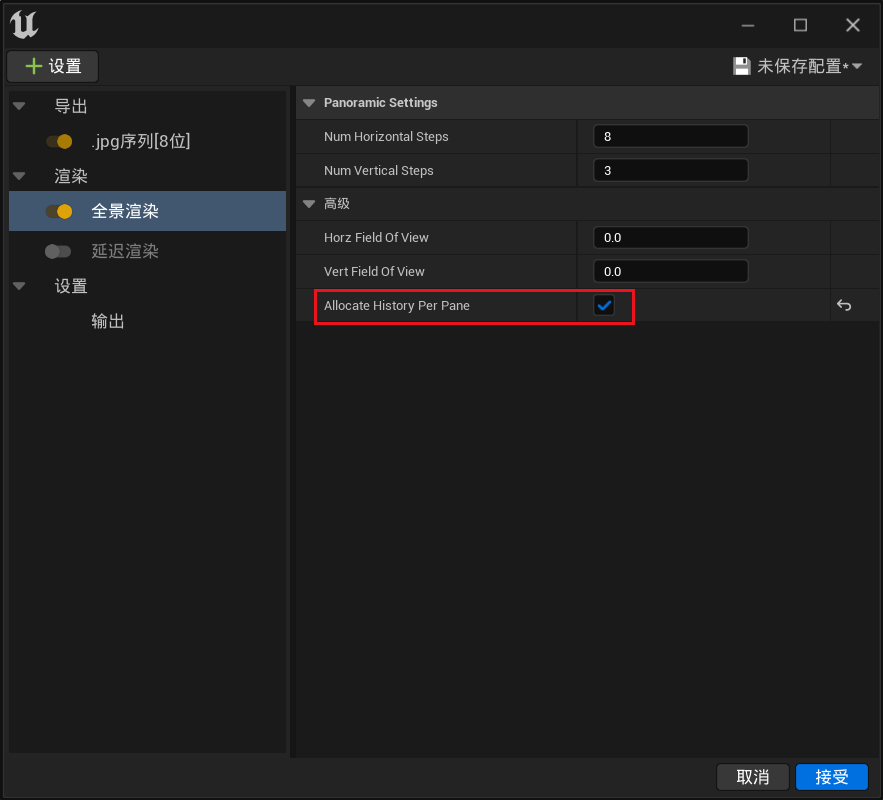 设置
未保存配置*
导出
.jpg序列[8位]
渲染
全景渲染
延迟渲染
设置
输出
Panoramic Settings
Num Horizontal Steps 8
Num Vertical Steps 3
高级
Horz Field Of View 0.0
Vert Field Of View 0.0
Allocate History Per Pane
取消
接受